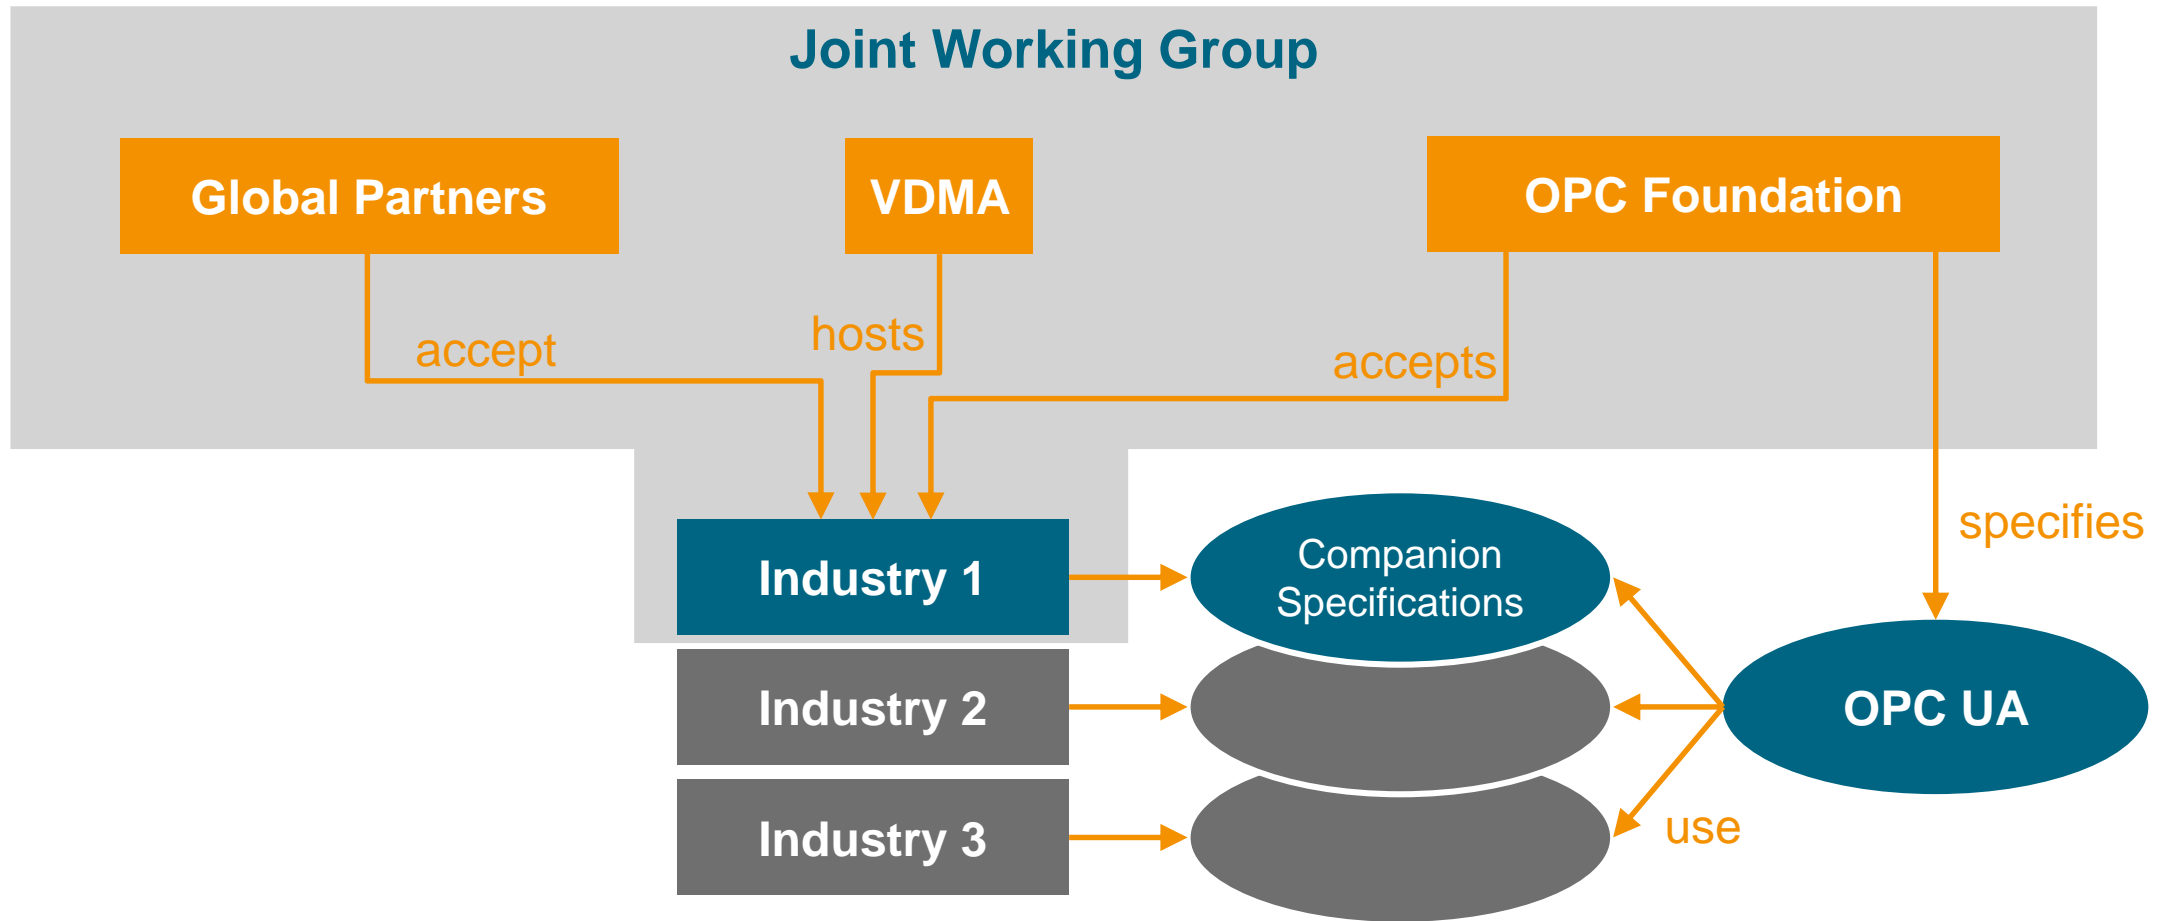 Joint Working Group
Global Partners
VDMA
OPC Foundation
accept
hosts
accepts
specifies
Industry 1
Companion
Specifications
Industry 2
OPC UA
Industry 3
use